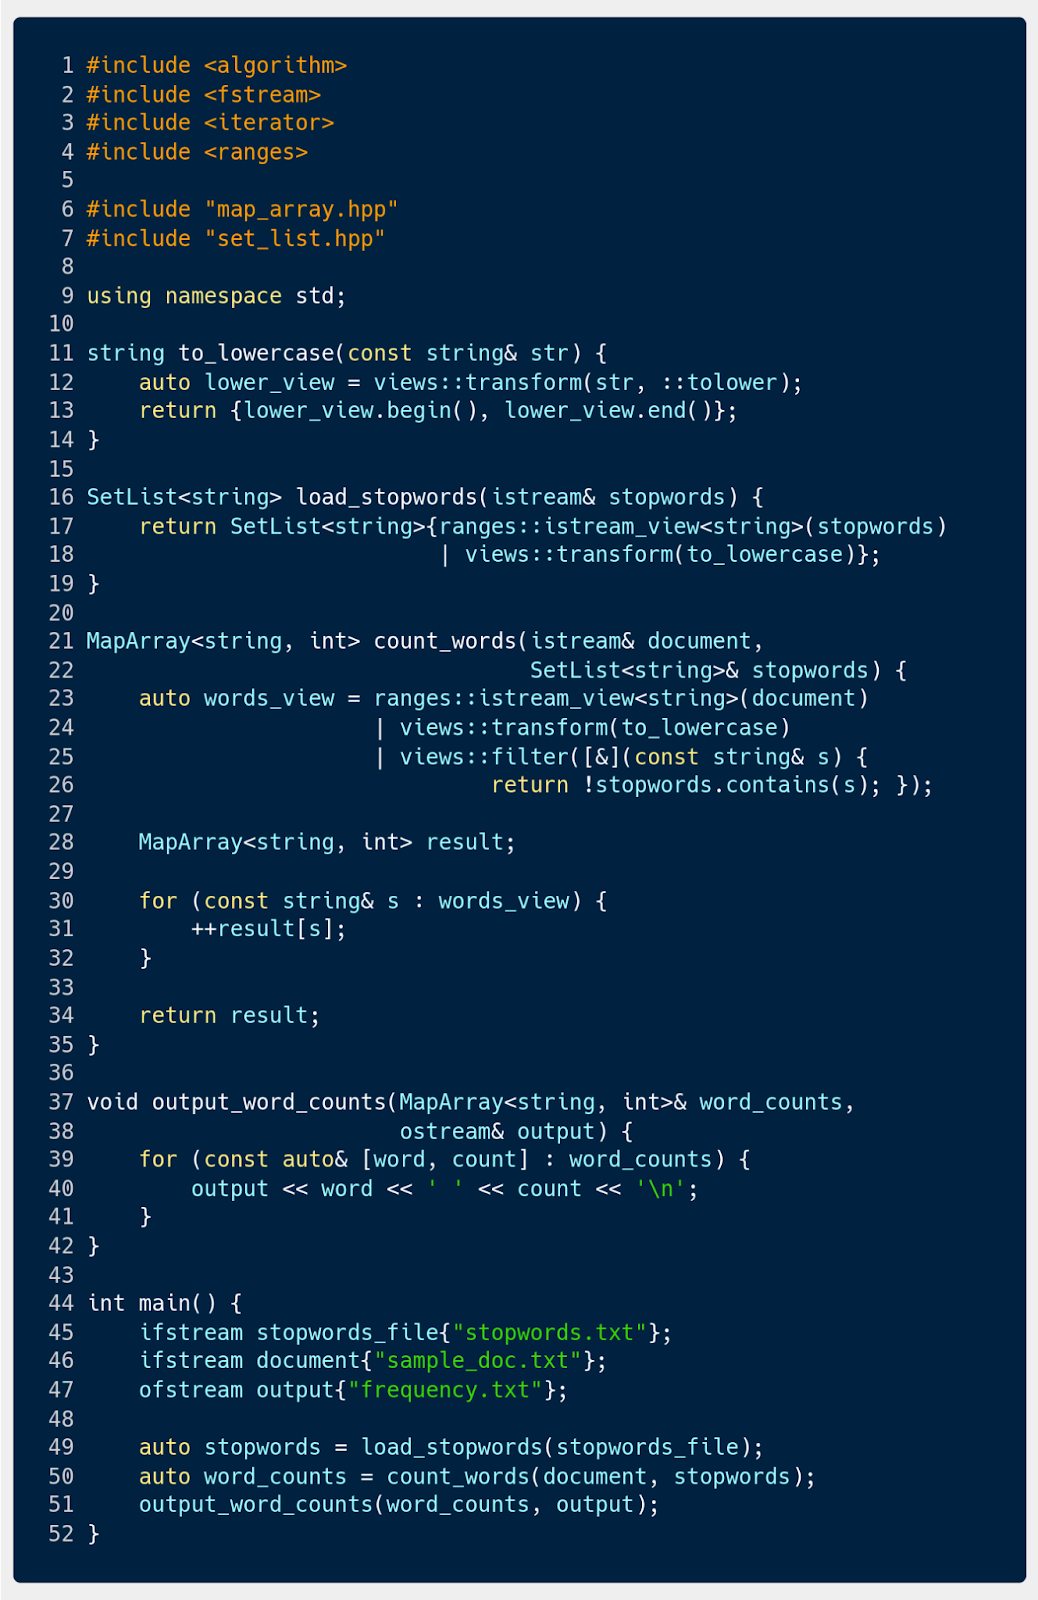 1 #include <algorithm>
2 #include <fstream>
3 #include <iterator>
4 #include <ranges>
5
6 #include "map_array.hpp"
7 #include "set_list.hpp"
8
9 using namespace std;
10
11 string to_lowercase(const string& str) {
12     auto lower_view = views::transform(str, ::tolower);
13     return {lower_view.begin(), lower_view.end()};
14 }
15
16 SetList<string> load_stopwords(istream& stopwords) {
17     return SetList<string>{ranges::istream_view<string>(stopwords)
18                            | views::transform(to_lowercase)};
19 }
20
21 MapArray<string, int> count_words(istream& document,
22                                   SetList<string>& stopwords) {
23     auto words_view = ranges::istream_view<string>(document)
24                       | views::transform(to_lowercase)
25                       | views::filter([&](const string& s) {
26                                return !stopwords.contains(s); });
27
28     MapArray<string, int> result;
29
30     for (const string& s : words_view) {
31         ++result[s];
32     }
33
34     return result;
35 }
36
37 void output_word_counts(MapArray<string, int>& word_counts,
38                         ostream& output) {
39     for (const auto& [word, count] : word_counts) {
40         output << word << ' ' << count << '\n';
41     }
42 }
43
44 int main() {
45     ifstream stopwords_file{"stopwords.txt"};
46     ifstream document{"sample_doc.txt"};
47     ofstream output{"frequency.txt"};
48
49     auto stopwords = load_stopwords(stopwords_file);
50     auto word_counts = count_words(document, stopwords);
51     output_word_counts(word_counts, output);
52 }